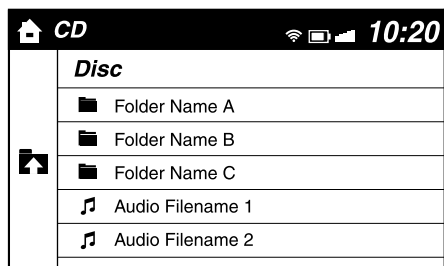 CD 10:20
Disc
Folder Name A
Folder Name B
Folder Name C
Audio Filename 1
Audio Filename 2